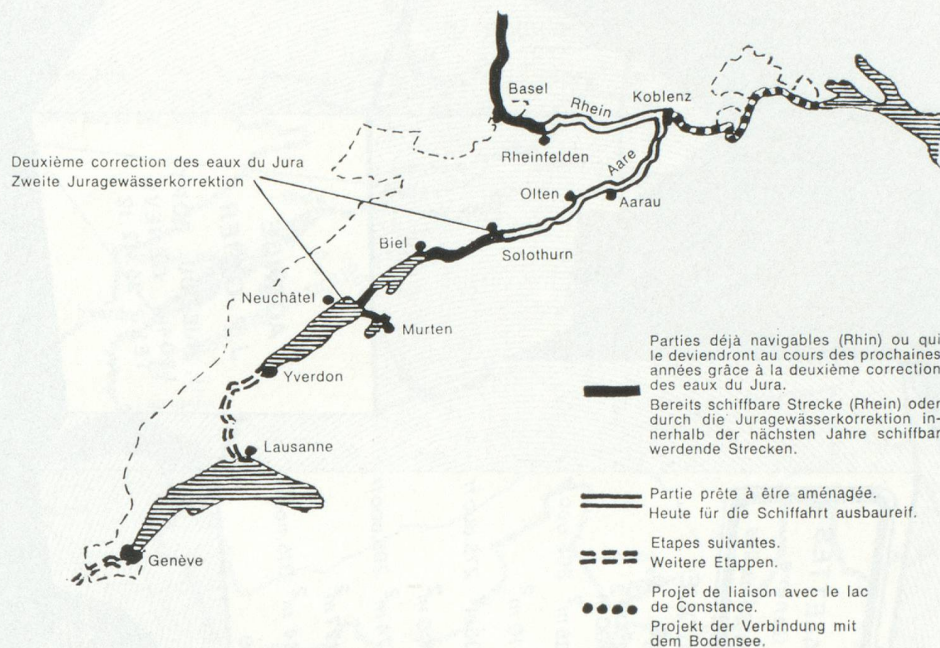 Basel
Rhein
Koblenz
Rheinfelden
Aare
Deuxième correction des eaux du Jura
Zweite Juragewässerkorrektion
Olten
Aarau
Biel
Solothurn
Neuchâtel
Murten
Yverdon
Lausanne
Genève
Parties déjà navigables (Rhin) ou qui
le deviendront au cours des prochaines
années grâce à la deuxième correction
des eaux du Jura.
Bereits schiffbare Strecke (Rhein) oder
durch die Juragewässerkorrektion in-
nerhalb der nächsten Jahre schiffbar
werdende Strecken.
Partie prête à être aménagée.
Heute für die Schiffahrt ausbaureif.
Etapes suivantes.
Weitere Etappen.
Projet de liaison avec le lac
de Constance.
Projekt der Verbindung mit
dem Bodensee.